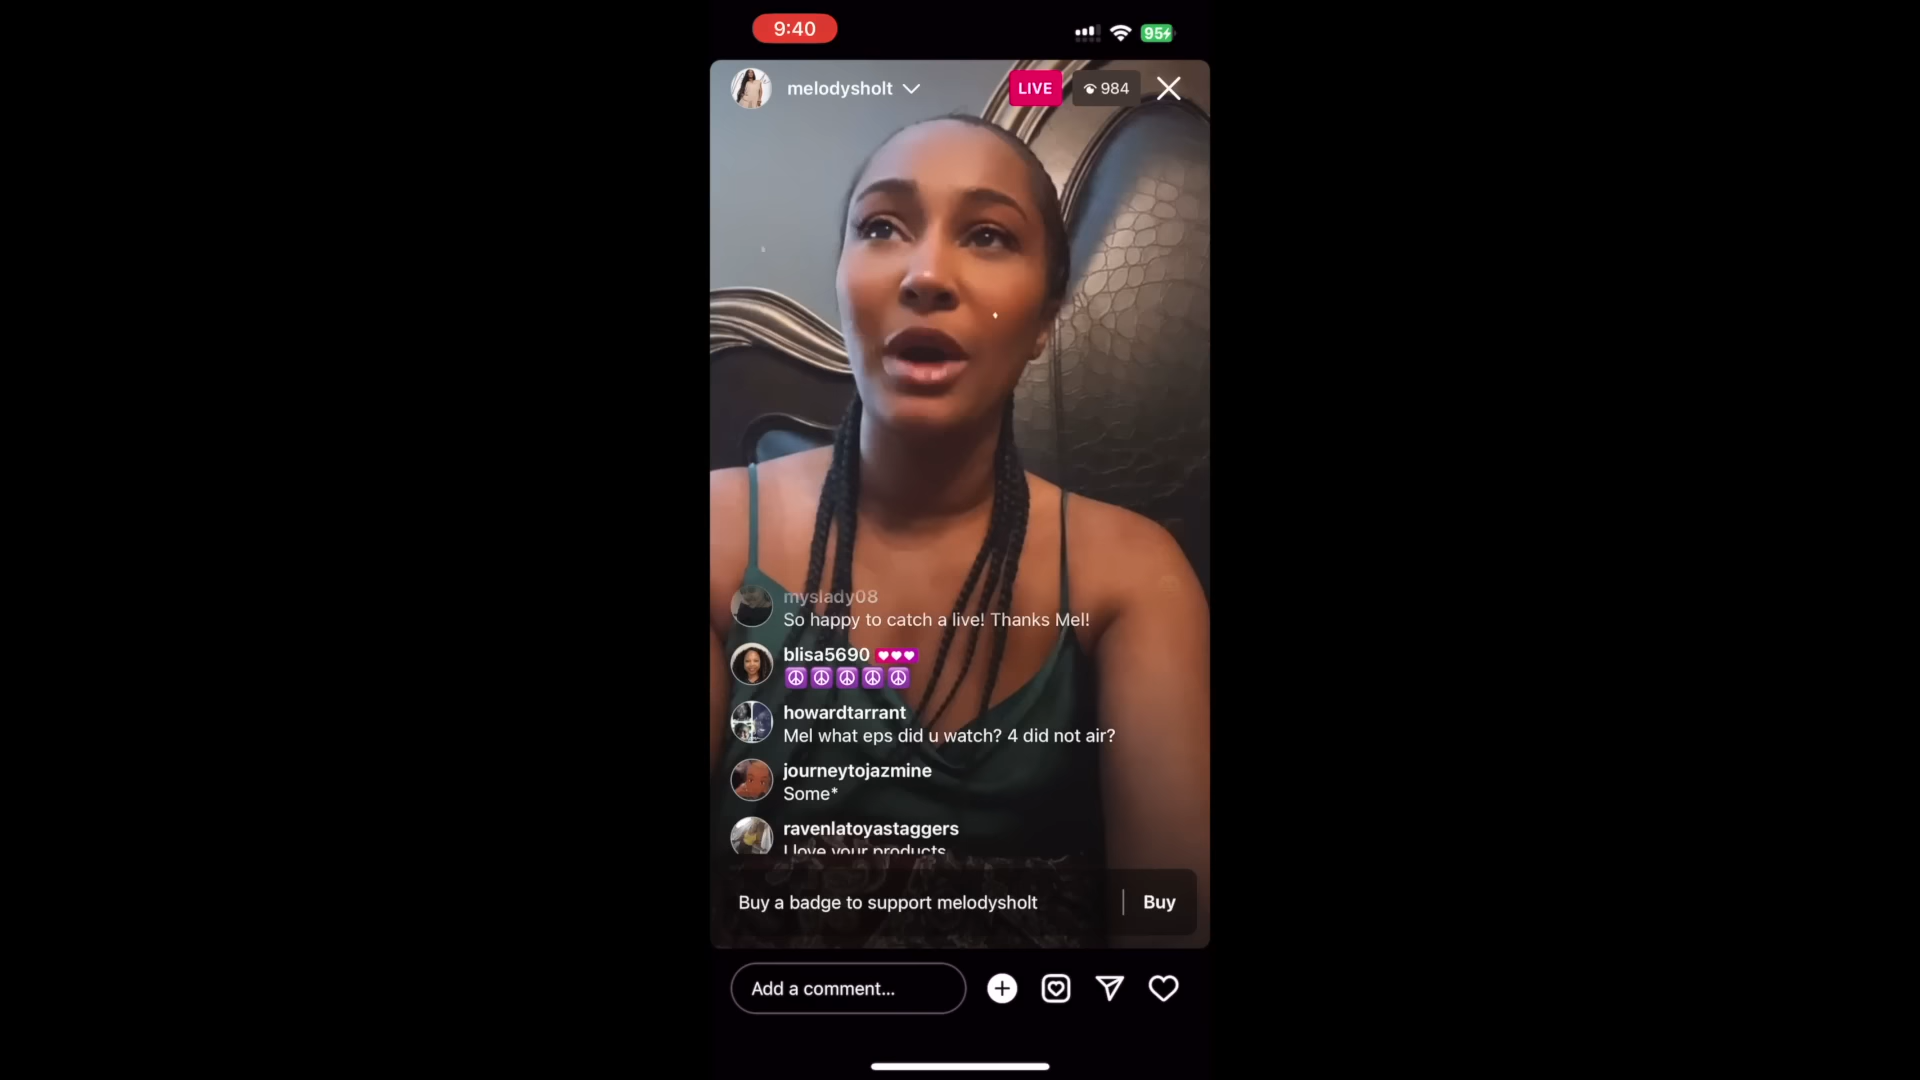 9:40
95
melodysholt
LIVE
984
myslady08
So happy to catch a live! Thanks Mel!
blisa5690
howardtarrant
Mel what eps did u watch? 4 did not air?
journeytojazmine
Some*
ravenlatoyastaggers
I love your products
Buy a badge to support melodysholt
Buy
Add a comment...